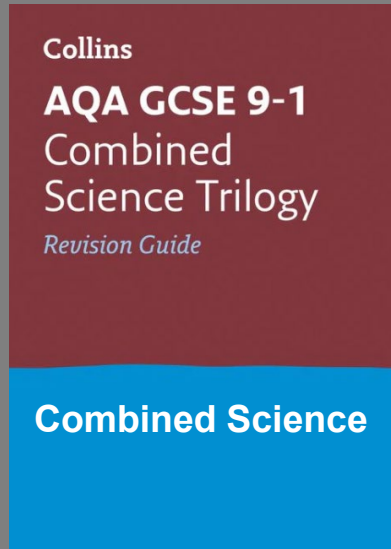 Collins
AQA GCSE 9-1
Combined
Science Trilogy
Revision Guide
Combined Science